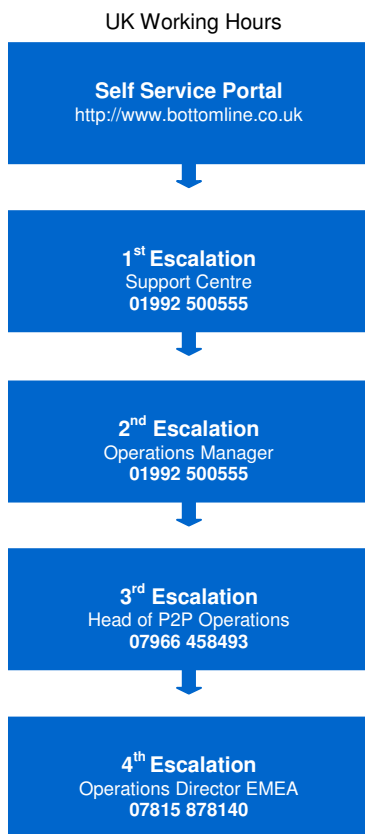 UK Working Hours
Self Service Portal
http://www.bottomline.co.uk
1st Escalation
Support Centre
01992 500555
2nd Escalation
Operations Manager
01992 500555
3rd Escalation
Head of P2P Operations
07966 458493
4th Escalation
Operations Director EMEA
07815 878140